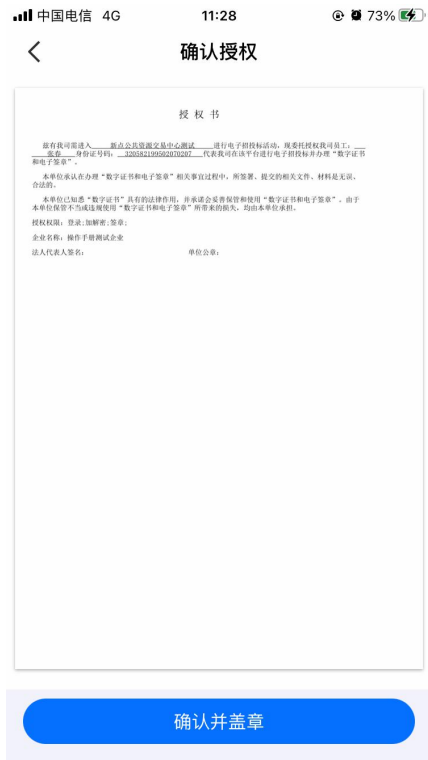 中国电信 4G 11:28 73%
确认授权
授 权 书
兹有我司需进入 新点公共资源交易中心测试 进行电子招投标活动,现委托授权我司员工:
张春 身份证号码: 320582199502070207 代表我司在该平台进行电子招投标并办理“数字证书
和电子签章”。
本单位承认在办理“数字证书和电子签章”相关事宜过程中,所签署、提交的相关文件、材料是无误、
合法的。
本单位已知悉“数字证书”具有的法律作用,并承诺会妥善保管和使用“数字证书和电子签章”。由于
本单位保管不当或违规使用“数字证书和电子签章”所带来的损失,均由本单位承担。
授权权限:登录;加解密;签章;
企业名称:操作手册测试企业
法人代表人签名: 单位公章:
确认并盖章